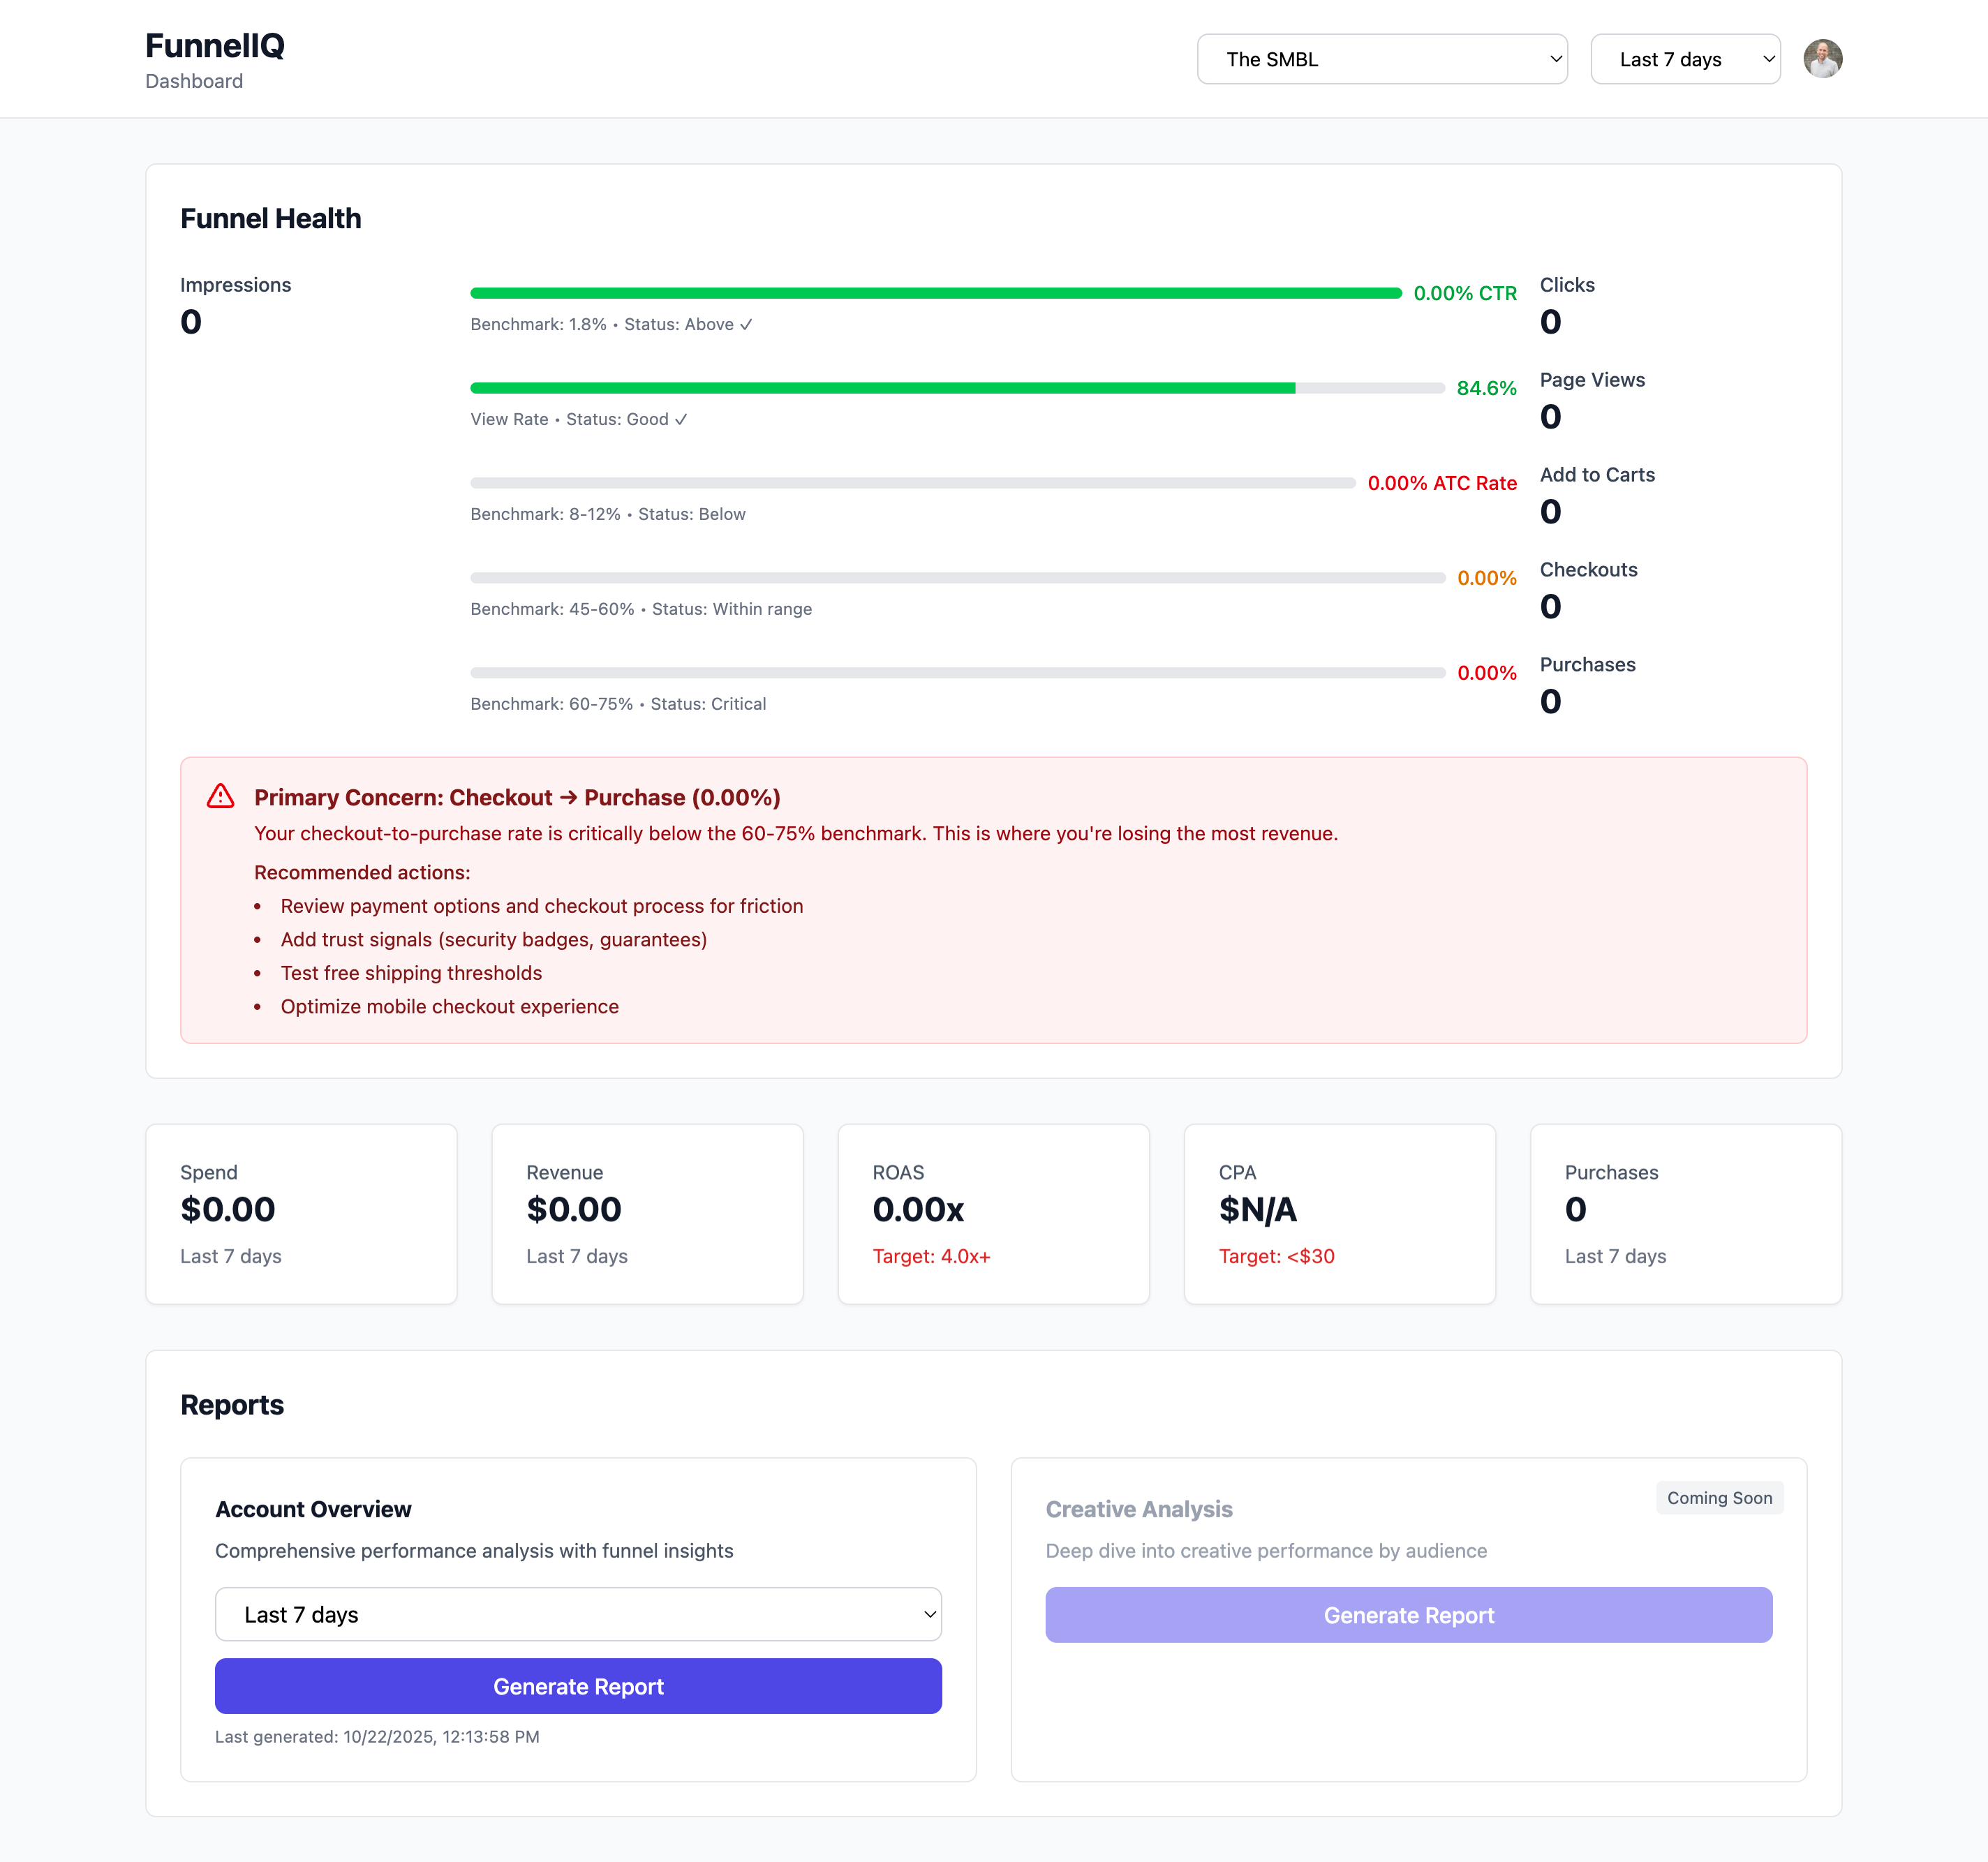 FunnelIQ
Dashboard
The SMBL
Last 7 days
Funnel Health
Impressions
0
0.00% CTR
Benchmark: 1.8% • Status: Above ✓
Clicks
0
84.6%
View Rate • Status: Good ✓
Page Views
0
0.00% ATC Rate
Benchmark: 8-12% • Status: Below
Add to Carts
0
0.00%
Benchmark: 45-60% • Status: Within range
Checkouts
0
0.00%
Benchmark: 60-75% • Status: Critical
Purchases
0
Primary Concern: Checkout → Purchase (0.00%)
Your checkout-to-purchase rate is critically below the 60-75% benchmark. This is where you're losing the most revenue.
Recommended actions:
• Review payment options and checkout process for friction
• Add trust signals (security badges, guarantees)
• Test free shipping thresholds
• Optimize mobile checkout experience
Spend
$0.00
Last 7 days
Revenue
$0.00
Last 7 days
ROAS
0.00x
Target: 4.0x+
CPA
$N/A
Target: <$30
Purchases
0
Last 7 days
Reports
Account Overview
Comprehensive performance analysis with funnel insights
Last 7 days
Generate Report
Last generated: 10/22/2025, 12:13:58 PM
Coming Soon
Creative Analysis
Deep dive into creative performance by audience
Generate Report